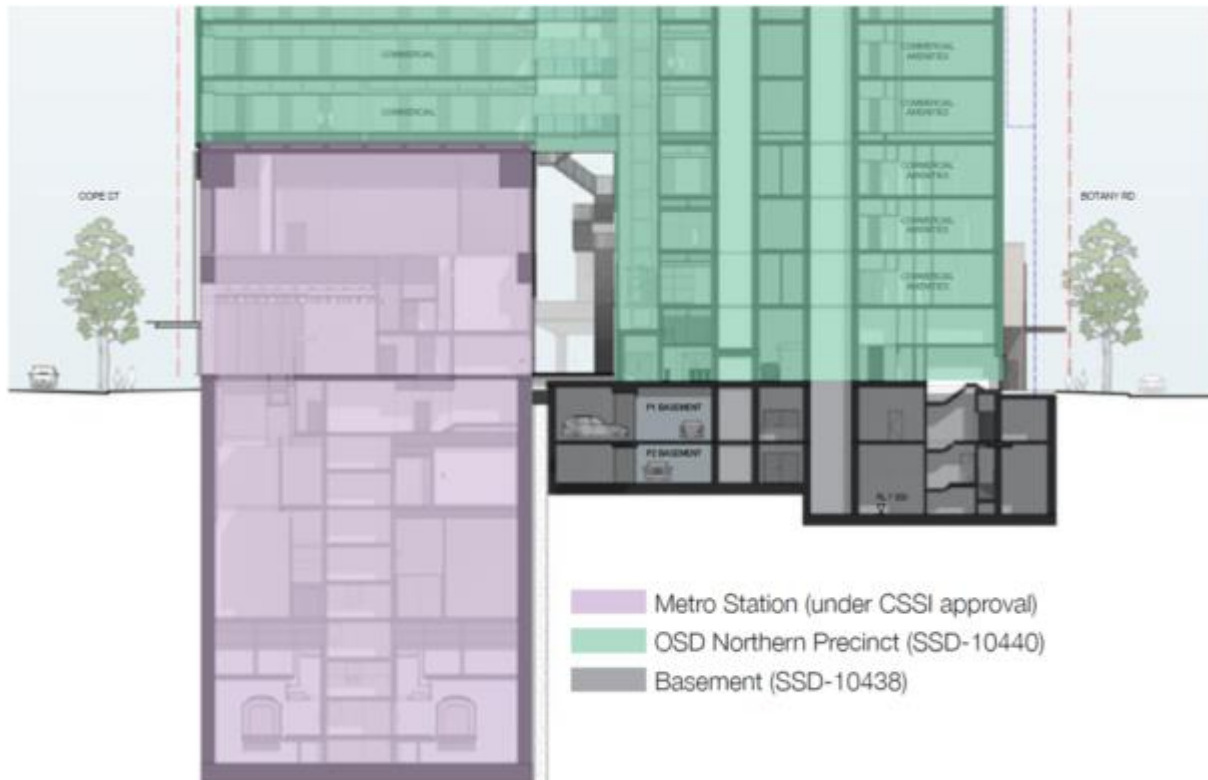 COMMERCIAL
COMMERCIAL
COMMERCIAL
AMENITIES
COMMERCIAL
AMENITIES
COMMERCIAL
AMENITIES
COMMERCIAL
AMENITIES
COMMERCIAL
AMENITIES
COPE ST
BOTANY RD
P1 BASEMENT
P2 BASEMENT
Metro Station (under CSSI approval)
OSD Northern Precinct (SSD-10440)
Basement (SSD-10438)